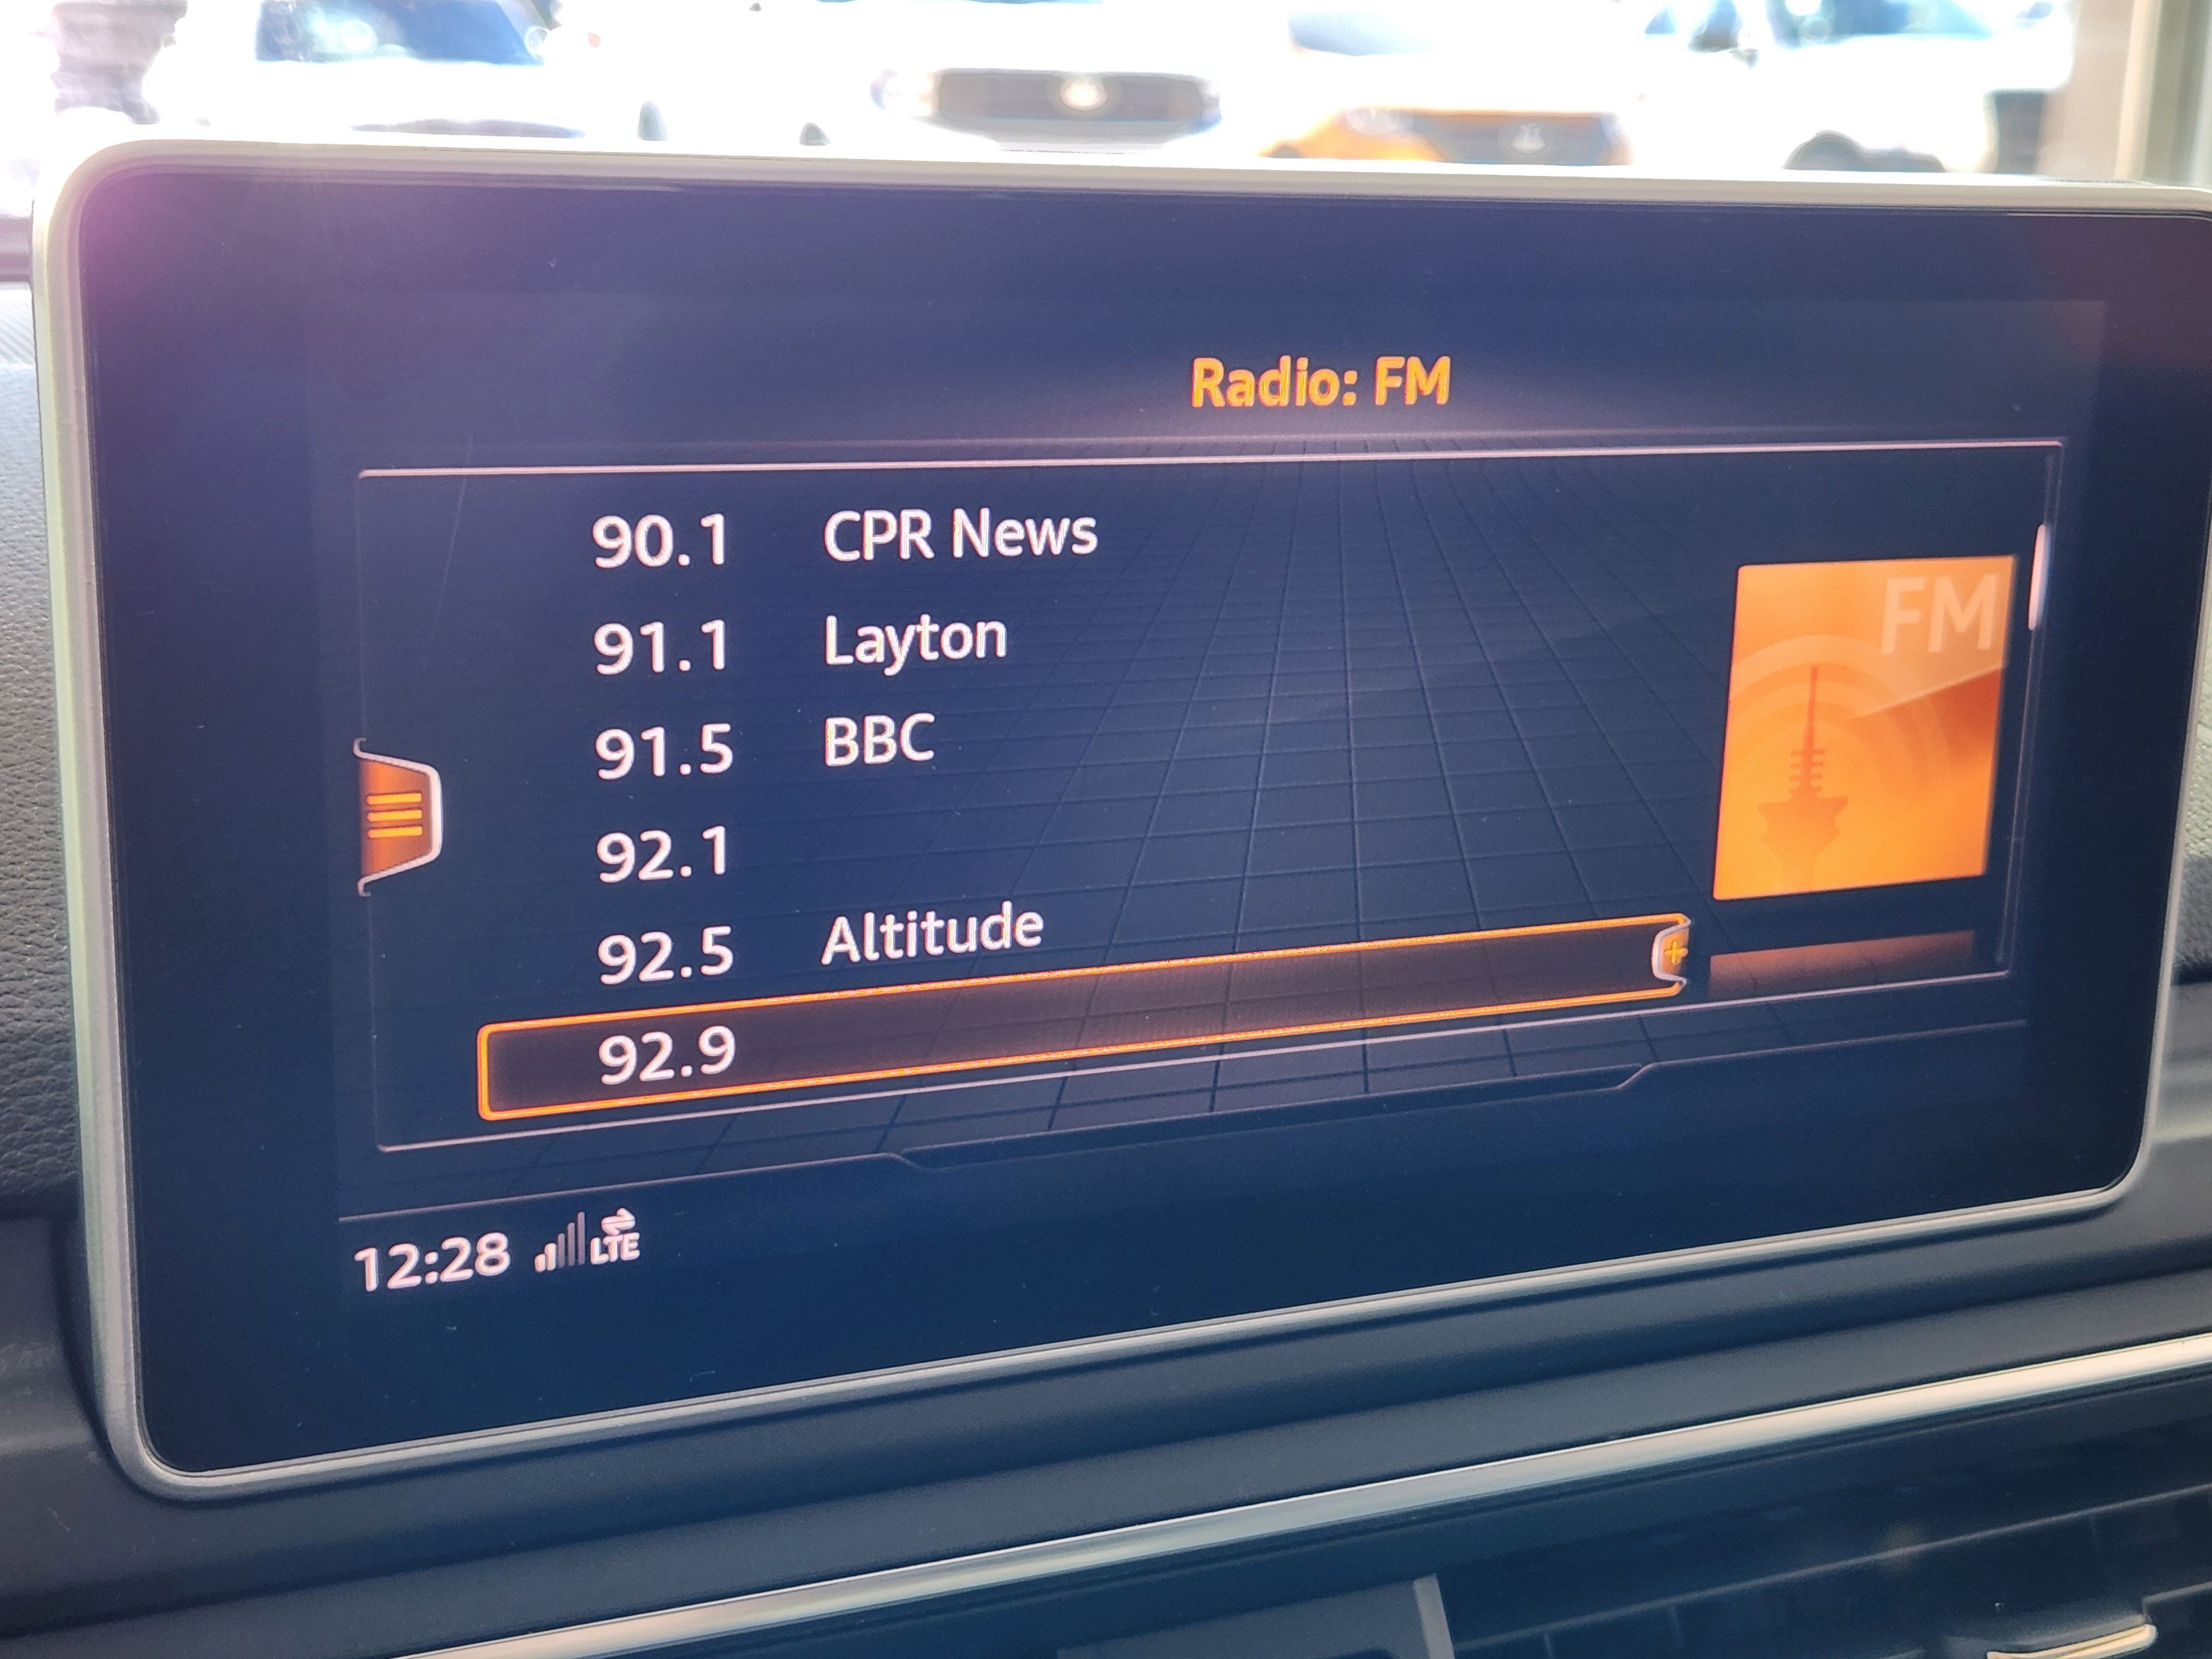 Radio: FM
90.1 CPR News
FM
91.1 Layton
91.5 BBC
92.1
92.5 Altitude
92.9
12:28 LTE